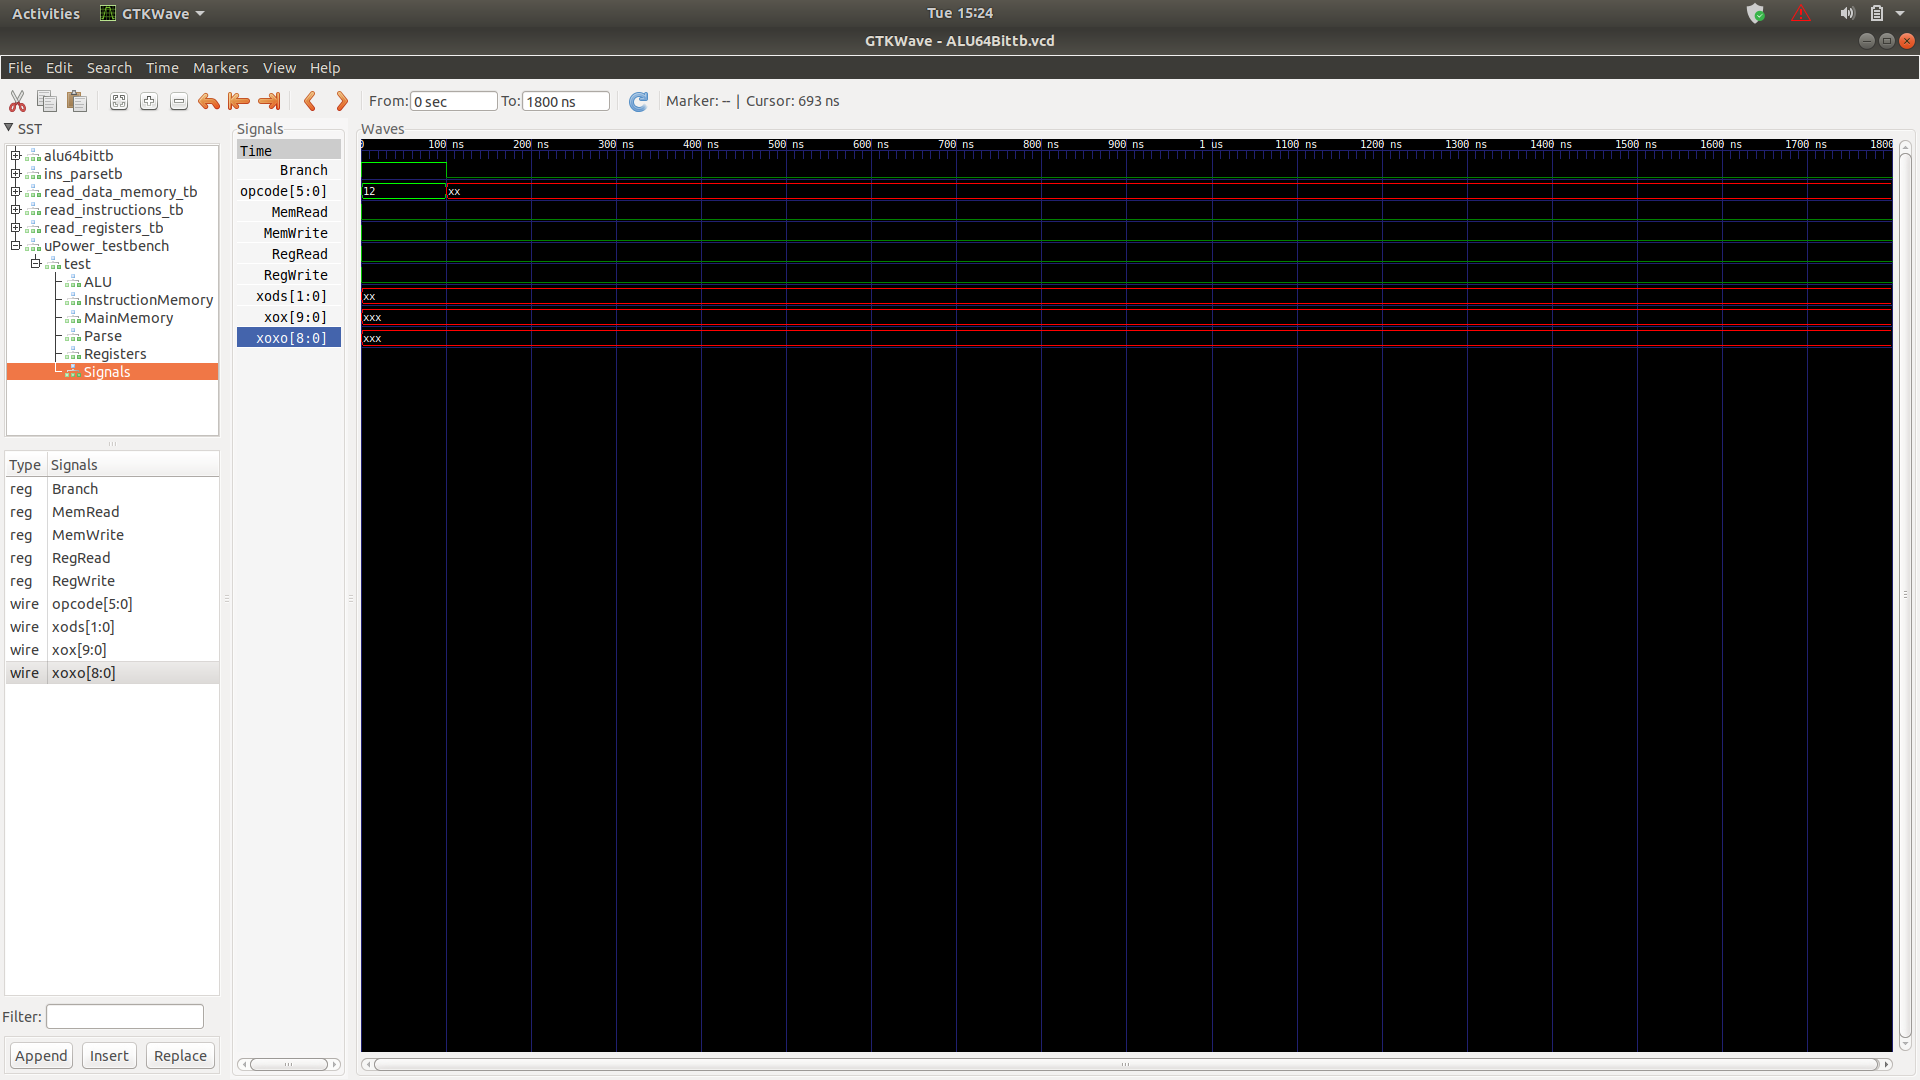 Activities GTKWave Tue 15:24
GTKWave - ALU64Bittb.vcd
File Edit Search Time Markers View Help
From: 0 sec To: 1800 ns Marker: -- | Cursor: 693 ns
SST
alu64bittb
ins_parsetb
read_data_memory_tb
read_instructions_tb
read_registers_tb
uPower_testbench
test
ALU
InstructionMemory
MainMemory
Parse
Registers
Signals
Type Signals
reg Branch
reg MemRead
reg MemWrite
reg RegRead
reg RegWrite
wire opcode[5:0]
wire xods[1:0]
wire xox[9:0]
wire xoxo[8:0]
Filter:
Append Insert Replace
Signals
Time
Branch
opcode[5:0]
MemRead
MemWrite
RegRead
RegWrite
xods[1:0]
xox[9:0]
xoxo[8:0]
Waves
0 100 ns 200 ns 300 ns 400 ns 500 ns 600 ns 700 ns 800 ns 900 ns 1 us 1100 ns 1200 ns 1300 ns 1400 ns 1500 ns 1600 ns 1700 ns 1800
12 xx
xx
xxx
xxx